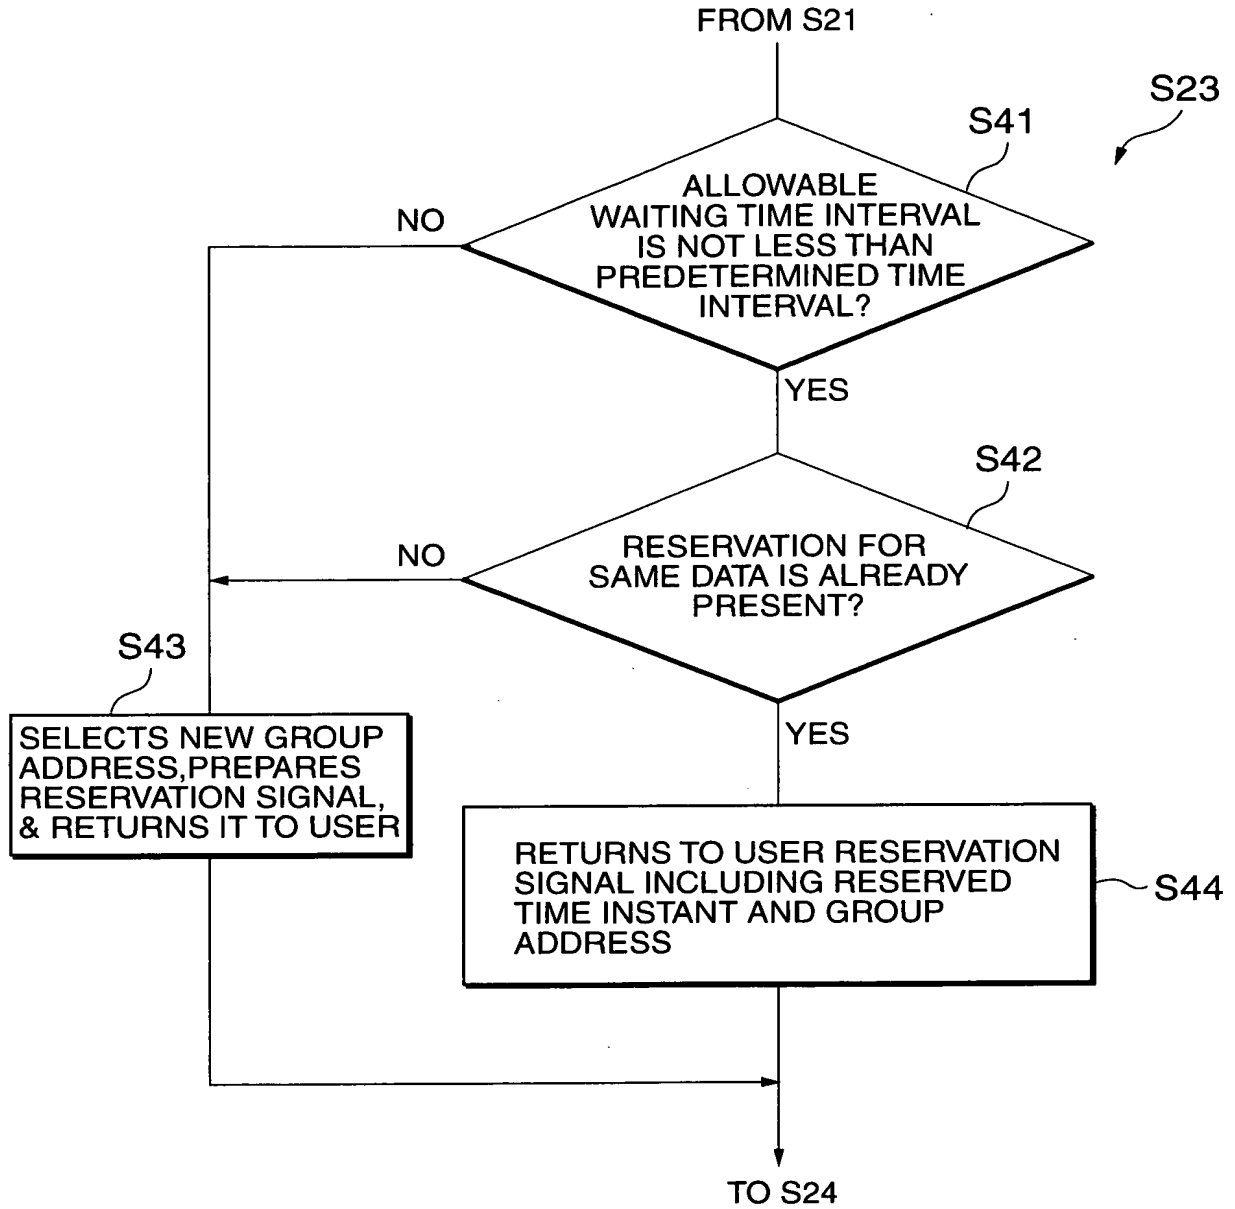 FROM S21
S23
S41
ALLOWABLE
WAITING TIME INTERVAL
IS NOT LESS THAN
PREDETERMINED TIME
INTERVAL?
NO
YES
S42
RESERVATION FOR
SAME DATA IS ALREADY
PRESENT?
NO
YES
S43
SELECTS NEW GROUP
ADDRESS,PREPARES
RESERVATION SIGNAL,
& RETURNS IT TO USER
RETURNS TO USER RESERVATION
SIGNAL INCLUDING RESERVED
TIME INSTANT AND GROUP
ADDRESS
S44
TO S24